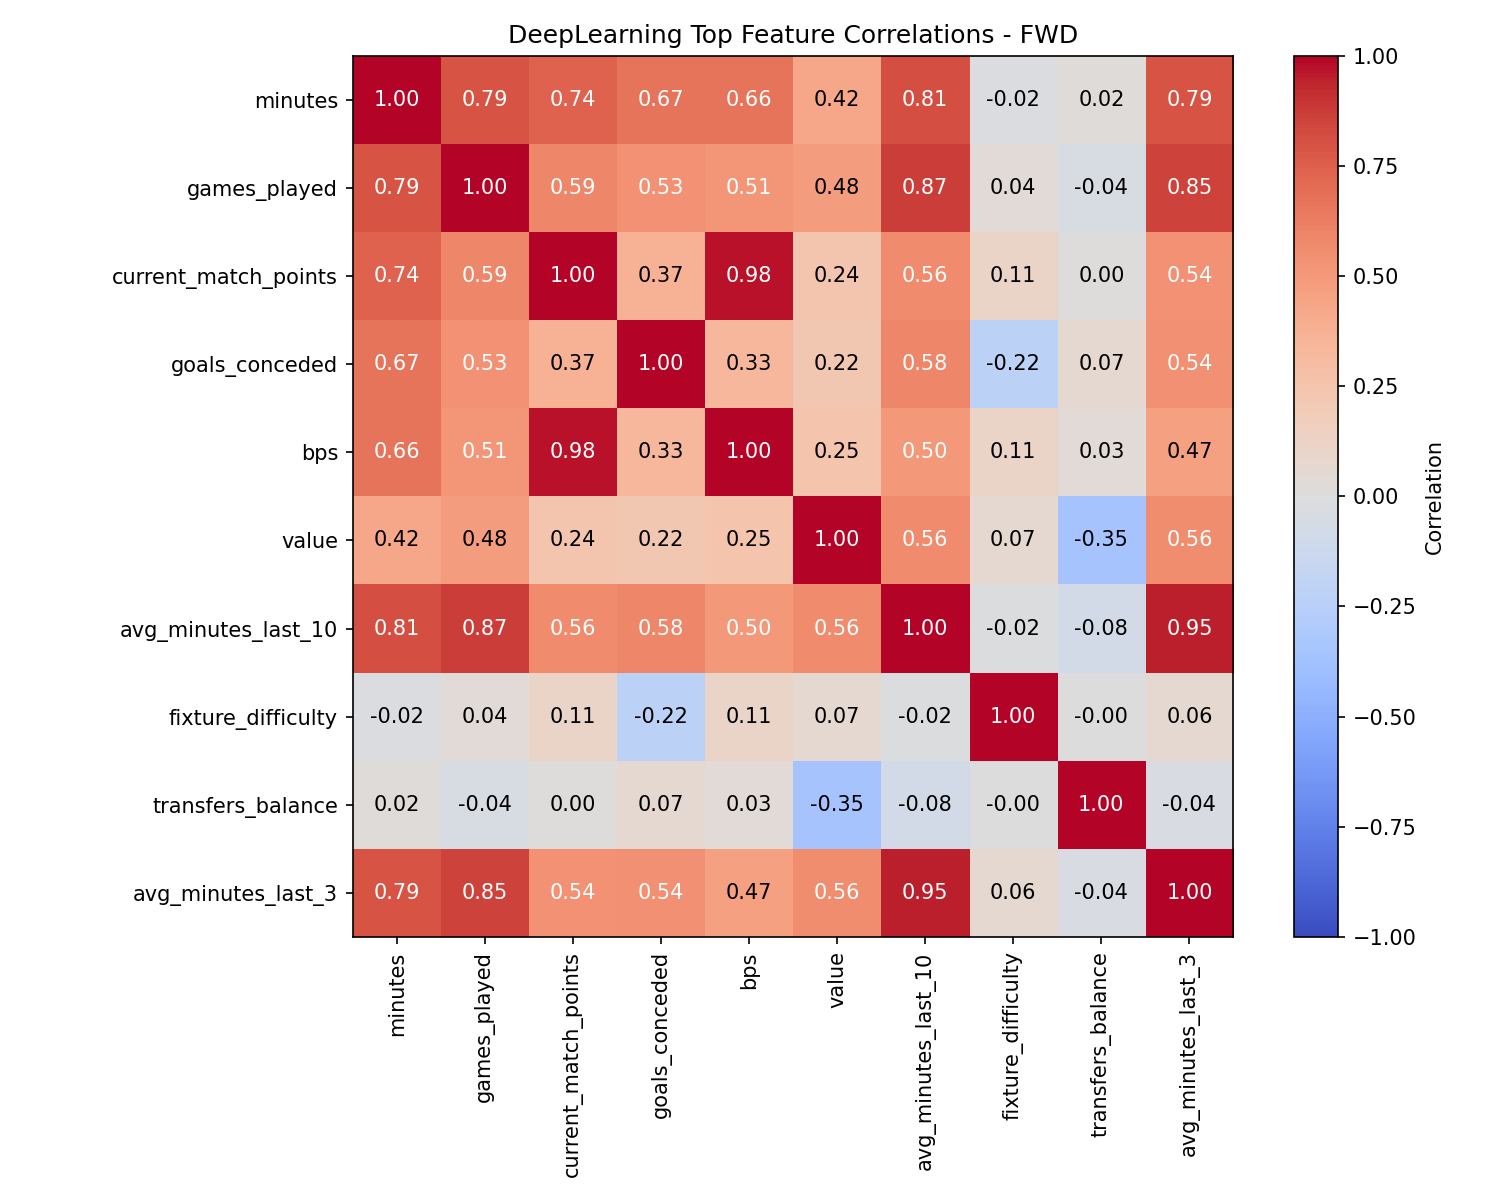 DeepLearning Top Feature Correlations - FWD
minutes 1.00 0.79 0.74 0.67 0.66 0.42 0.81 -0.02 0.02 0.79
games_played 0.79 1.00 0.59 0.53 0.51 0.48 0.87 0.04 -0.04 0.85
current_match_points 0.74 0.59 1.00 0.37 0.98 0.24 0.56 0.11 0.00 0.54
goals_conceded 0.67 0.53 0.37 1.00 0.33 0.22 0.58 -0.22 0.07 0.54
bps 0.66 0.51 0.98 0.33 1.00 0.25 0.50 0.11 0.03 0.47
value 0.42 0.48 0.24 0.22 0.25 1.00 0.56 0.07 -0.35 0.56
avg_minutes_last_10 0.81 0.87 0.56 0.58 0.50 0.56 1.00 -0.02 -0.08 0.95
fixture_difficulty -0.02 0.04 0.11 -0.22 0.11 0.07 -0.02 1.00 -0.00 0.06
transfers_balance 0.02 -0.04 0.00 0.07 0.03 -0.35 -0.08 -0.00 1.00 -0.04
avg_minutes_last_3 0.79 0.85 0.54 0.54 0.47 0.56 0.95 0.06 -0.04 1.00
minutes
games_played
current_match_points
goals_conceded
bps
value
avg_minutes_last_10
fixture_difficulty
transfers_balance
avg_minutes_last_3
1.00
0.75
0.50
0.25
0.00
−0.25
−0.50
−0.75
−1.00
Correlation